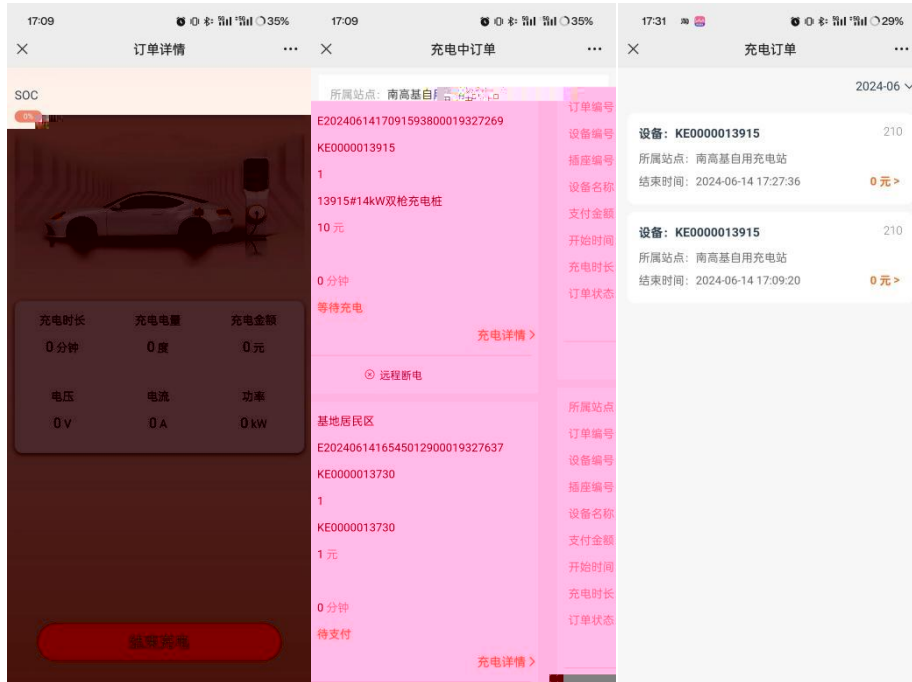 17:09
35%
订单详情
SOC
0%
充电时长 充电电量 充电金额
0 分钟 0 度 0 元
电压 电流 功率
0 V 0 A 0 kW
17:09
35%
充电中订单
所属站点: 南高基自
E2024061417091593800019327269
订单编号
KE0000013915
设备编号
1
插座编号
13915#14kW双枪充电桩
设备名称
10 元
支付金额
开始时间
0 分钟
充电时长
等待充电
订单状态
充电详情 >
远程断电
基地居民区
所属站点
E2024061416545012900019327637
订单编号
KE0000013730
设备编号
1
插座编号
KE0000013730
设备名称
1 元
支付金额
开始时间
0 分钟
充电时长
待支付
订单状态
充电详情 >
17:31
29%
充电订单
2024-06
设备: KE0000013915 210
所属站点: 南高基自用充电站
结束时间: 2024-06-14 17:27:36 0 元 >
设备: KE0000013915 210
所属站点: 南高基自用充电站
结束时间: 2024-06-14 17:09:20 0 元 >